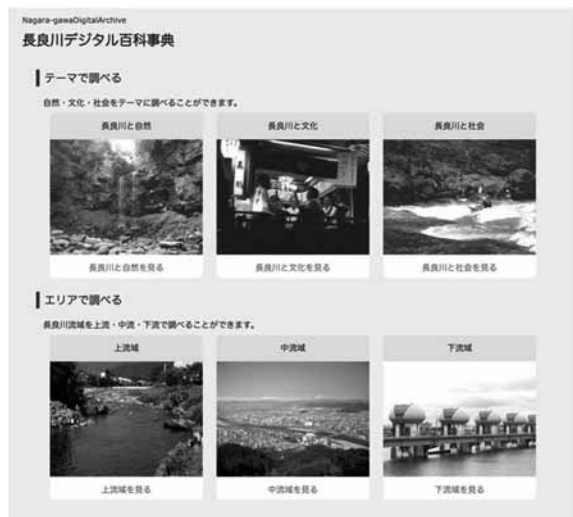 Nagara-gawaDigitalArchive
長良川デジタル百科事典
テーマで調べる
自然・文化・社会をテーマに調べることができます。
長良川と自然
長良川と文化
長良川と社会
長良川と自然を見る
長良川と文化を見る
長良川と社会を見る
エリアで調べる
長良川流域を上流・中流・下流で調べることができます。
上流域
中流域
下流域
上流域を見る
中流域を見る
下流域を見る